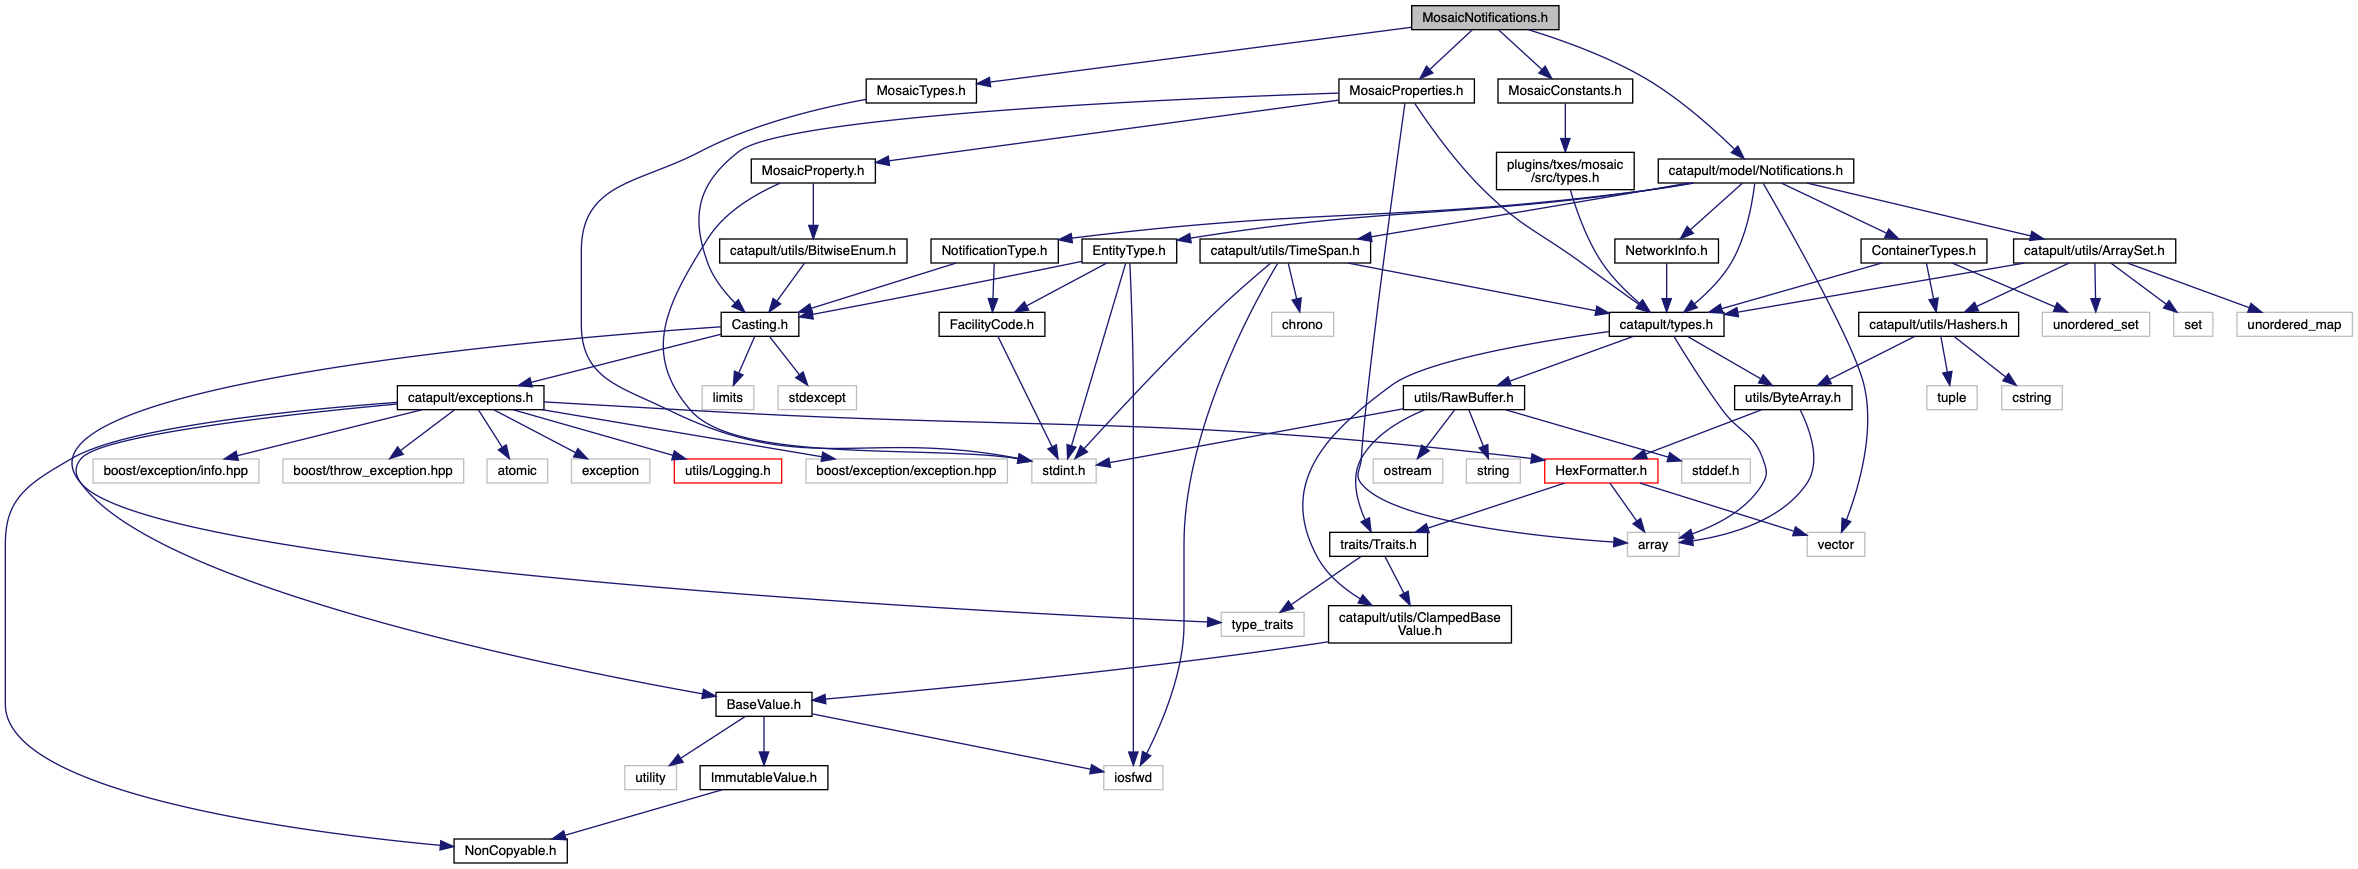 MosaicNotifications.h
MosaicTypes.h
MosaicProperties.h
MosaicConstants.h
MosaicProperty.h
plugins/txes/mosaic
/src/types.h
catapult/model/Notifications.h
catapult/utils/BitwiseEnum.h
NotificationType.h
EntityType.h
catapult/utils/TimeSpan.h
NetworkInfo.h
ContainerTypes.h
catapult/utils/ArraySet.h
Casting.h
FacilityCode.h
chrono
catapult/types.h
catapult/utils/Hashers.h
unordered_set
set
unordered_map
catapult/exceptions.h
limits
stdexcept
utils/RawBuffer.h
utils/ByteArray.h
tuple
cstring
boost/exception/info.hpp
boost/throw_exception.hpp
atomic
exception
utils/Logging.h
boost/exception/exception.hpp
stdint.h
ostream
string
HexFormatter.h
stddef.h
traits/Traits.h
array
vector
type_traits
catapult/utils/ClampedBase
Value.h
BaseValue.h
utility
ImmutableValue.h
iosfwd
NonCopyable.h